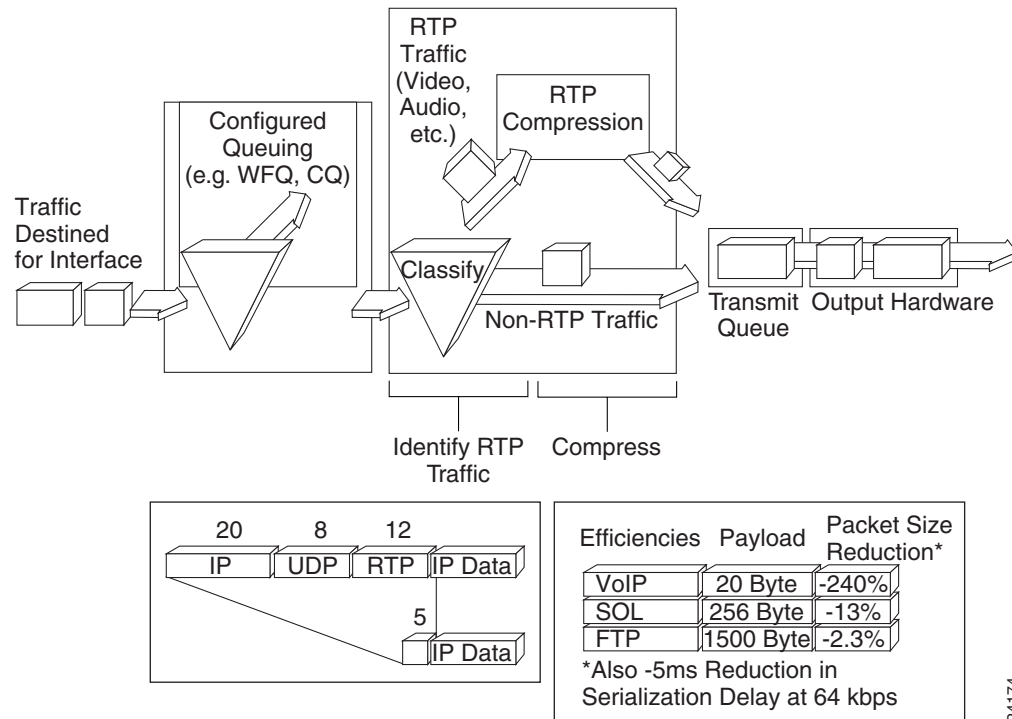 RTP
Traffic
(Video,
Audio,
etc.)
RTP
Compression
Configured
Queuing
(e.g. WFQ, CQ)
Traffic
Destined
for Interface
Classify
Non-RTP Traffic
Transmit
Queue
Output Hardware
Identify RTP
Traffic
Compress
20 8 12
IP UDP RTP IP Data
5
IP Data
Efficiencies Payload Packet Size
Reduction*
VoIP 20 Byte -240%
SQL 256 Byte -13%
FTP 1500 Byte -2.3%
*Also -5ms Reduction in
Serialization Delay at 64 kbps